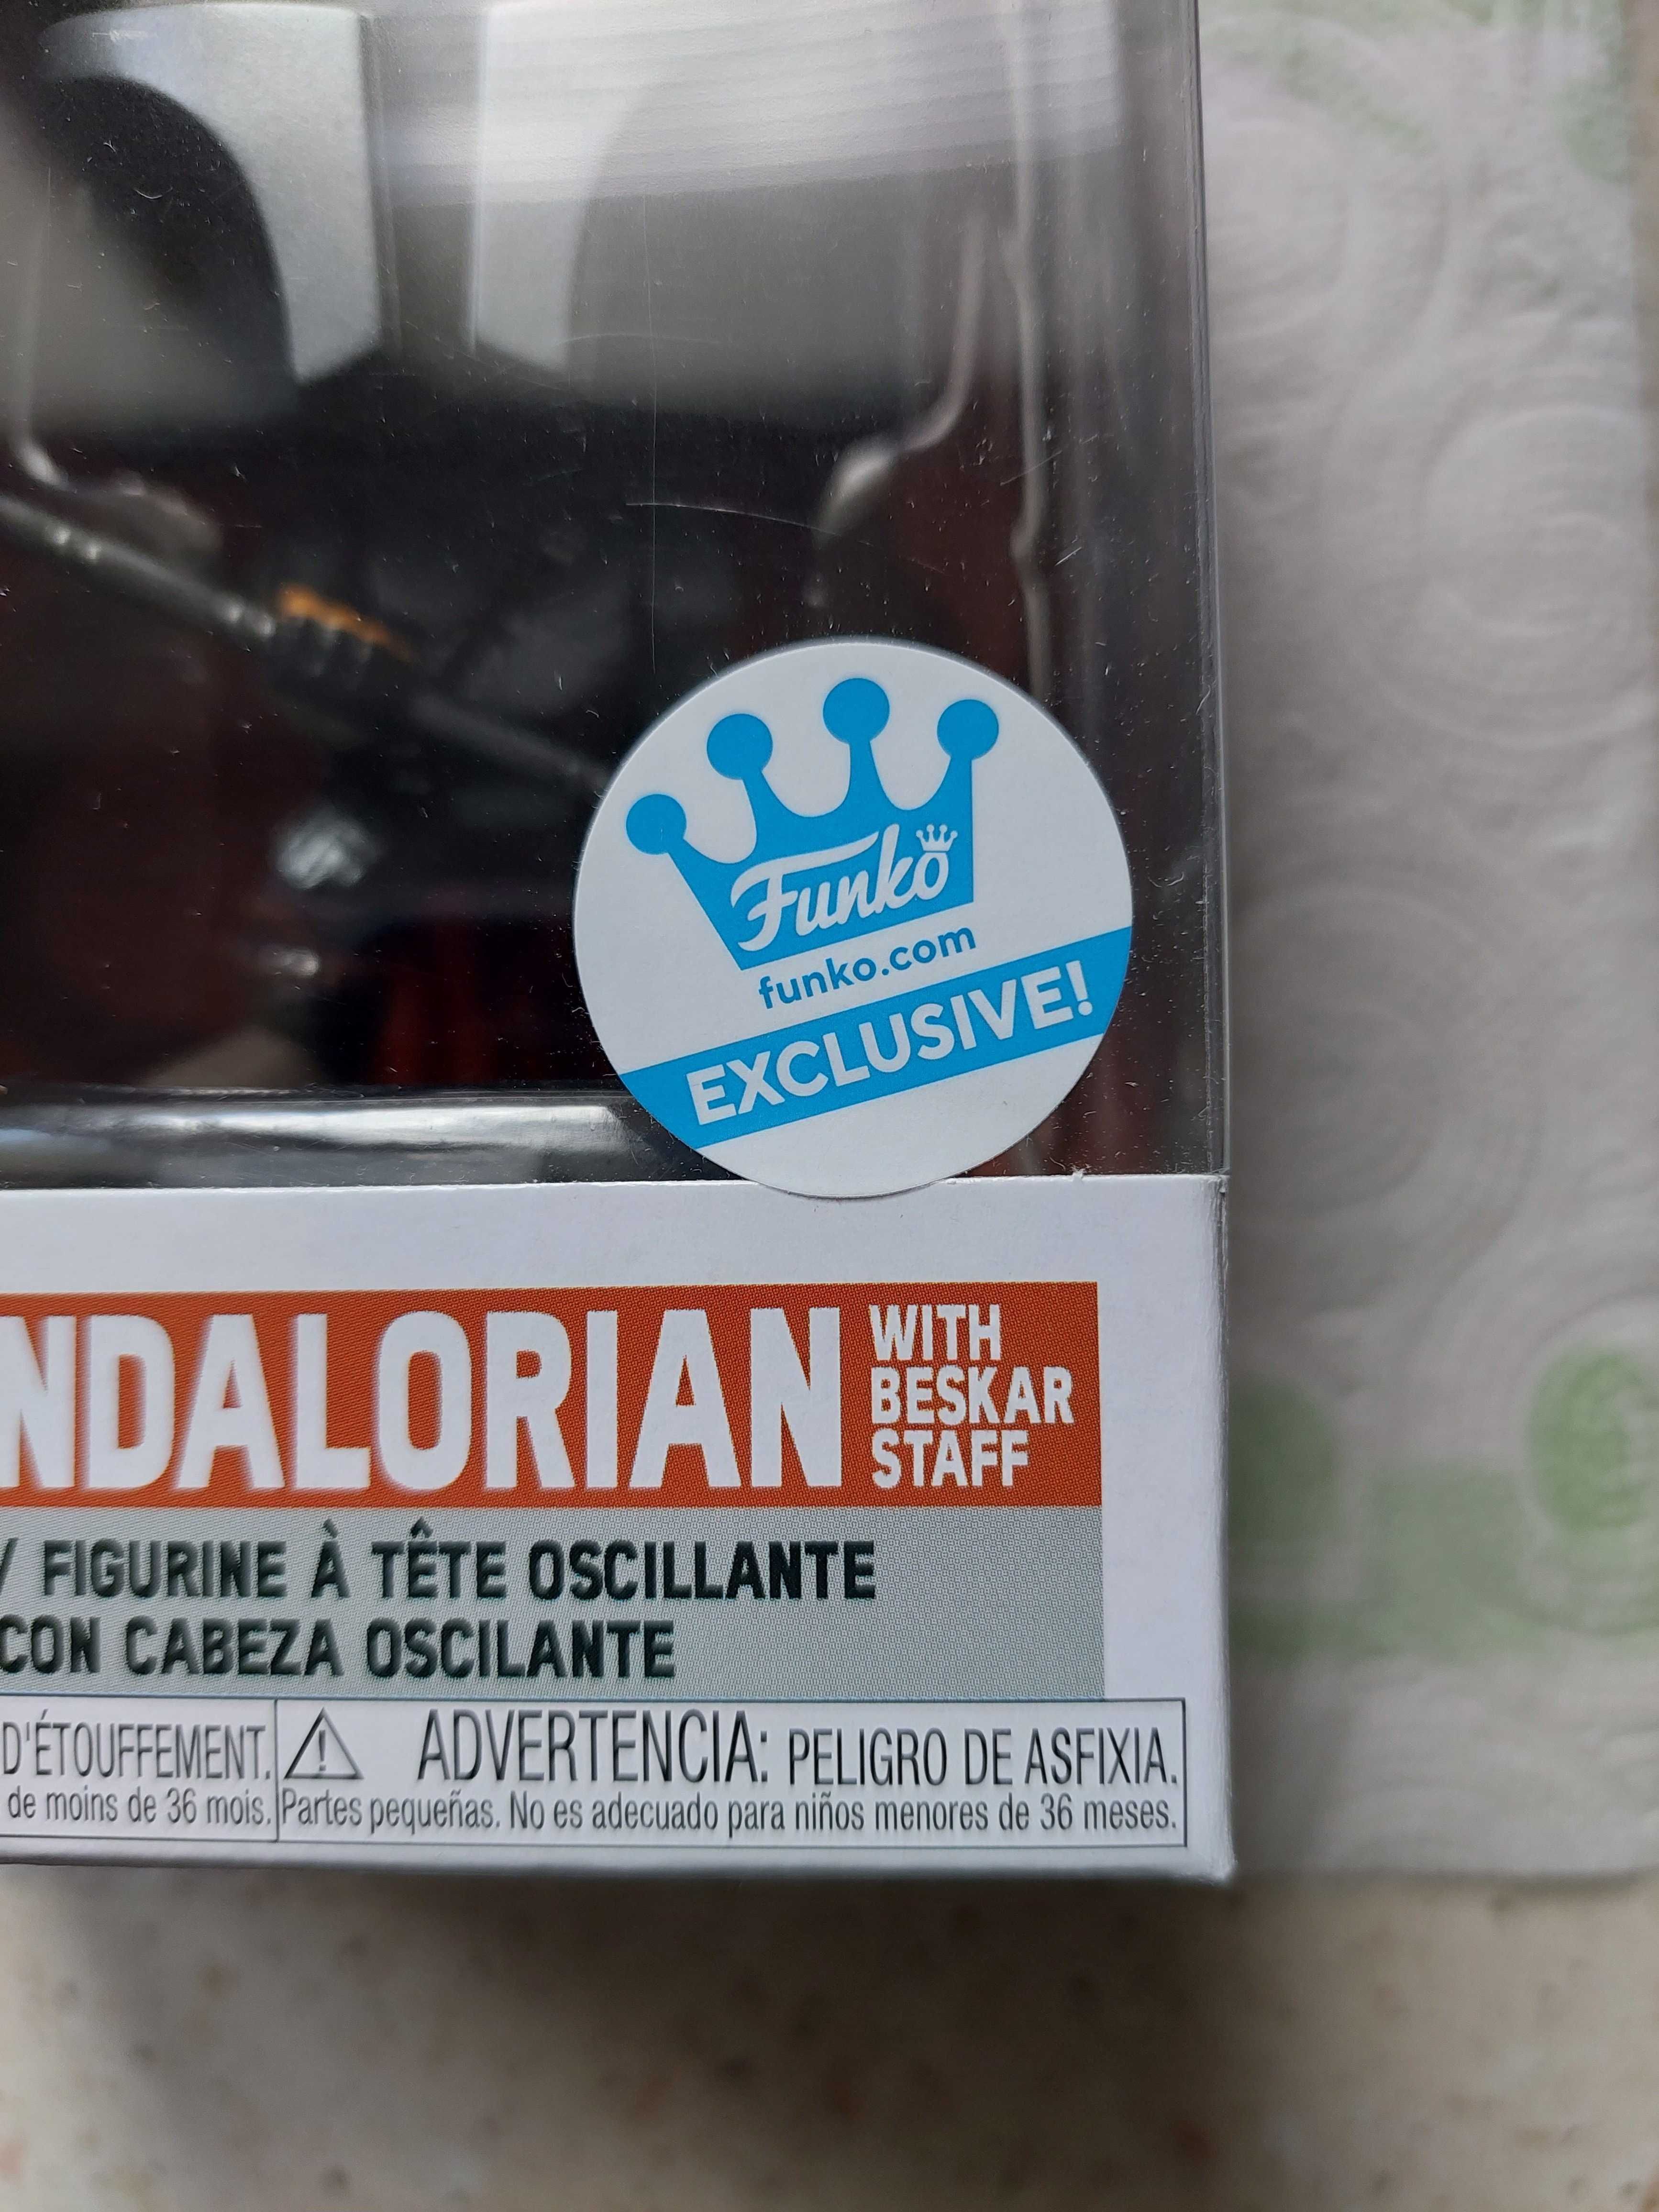 Funko
funko.com
EXCLUSIVE!
NDALORIAN
WITH
BESKAR
STAFF
/ FIGURINE À TÊTE OSCILLANTE
CON CABEZA OSCILANTE
D'ÉTOUFFEMENT.
de moins de 36 mois.
ADVERTENCIA: PELIGRO DE ASFIXIA.
Partes pequeñas. No es adecuado para niños menores de 36 meses.